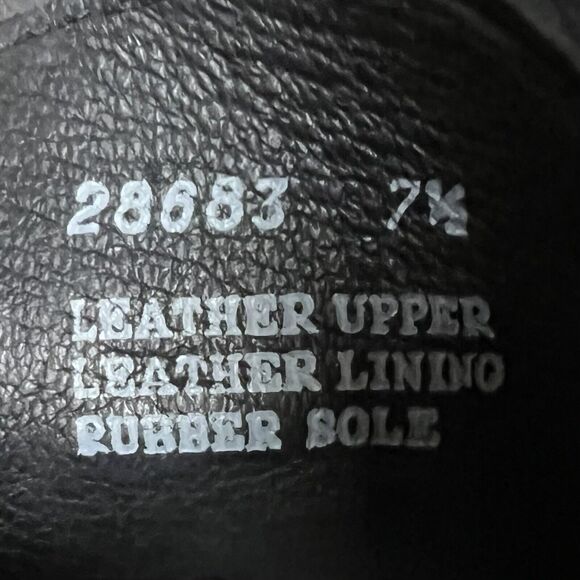 28683 7½
LEATHER UPPER
LEATHER LINING
RUBBER SOLE